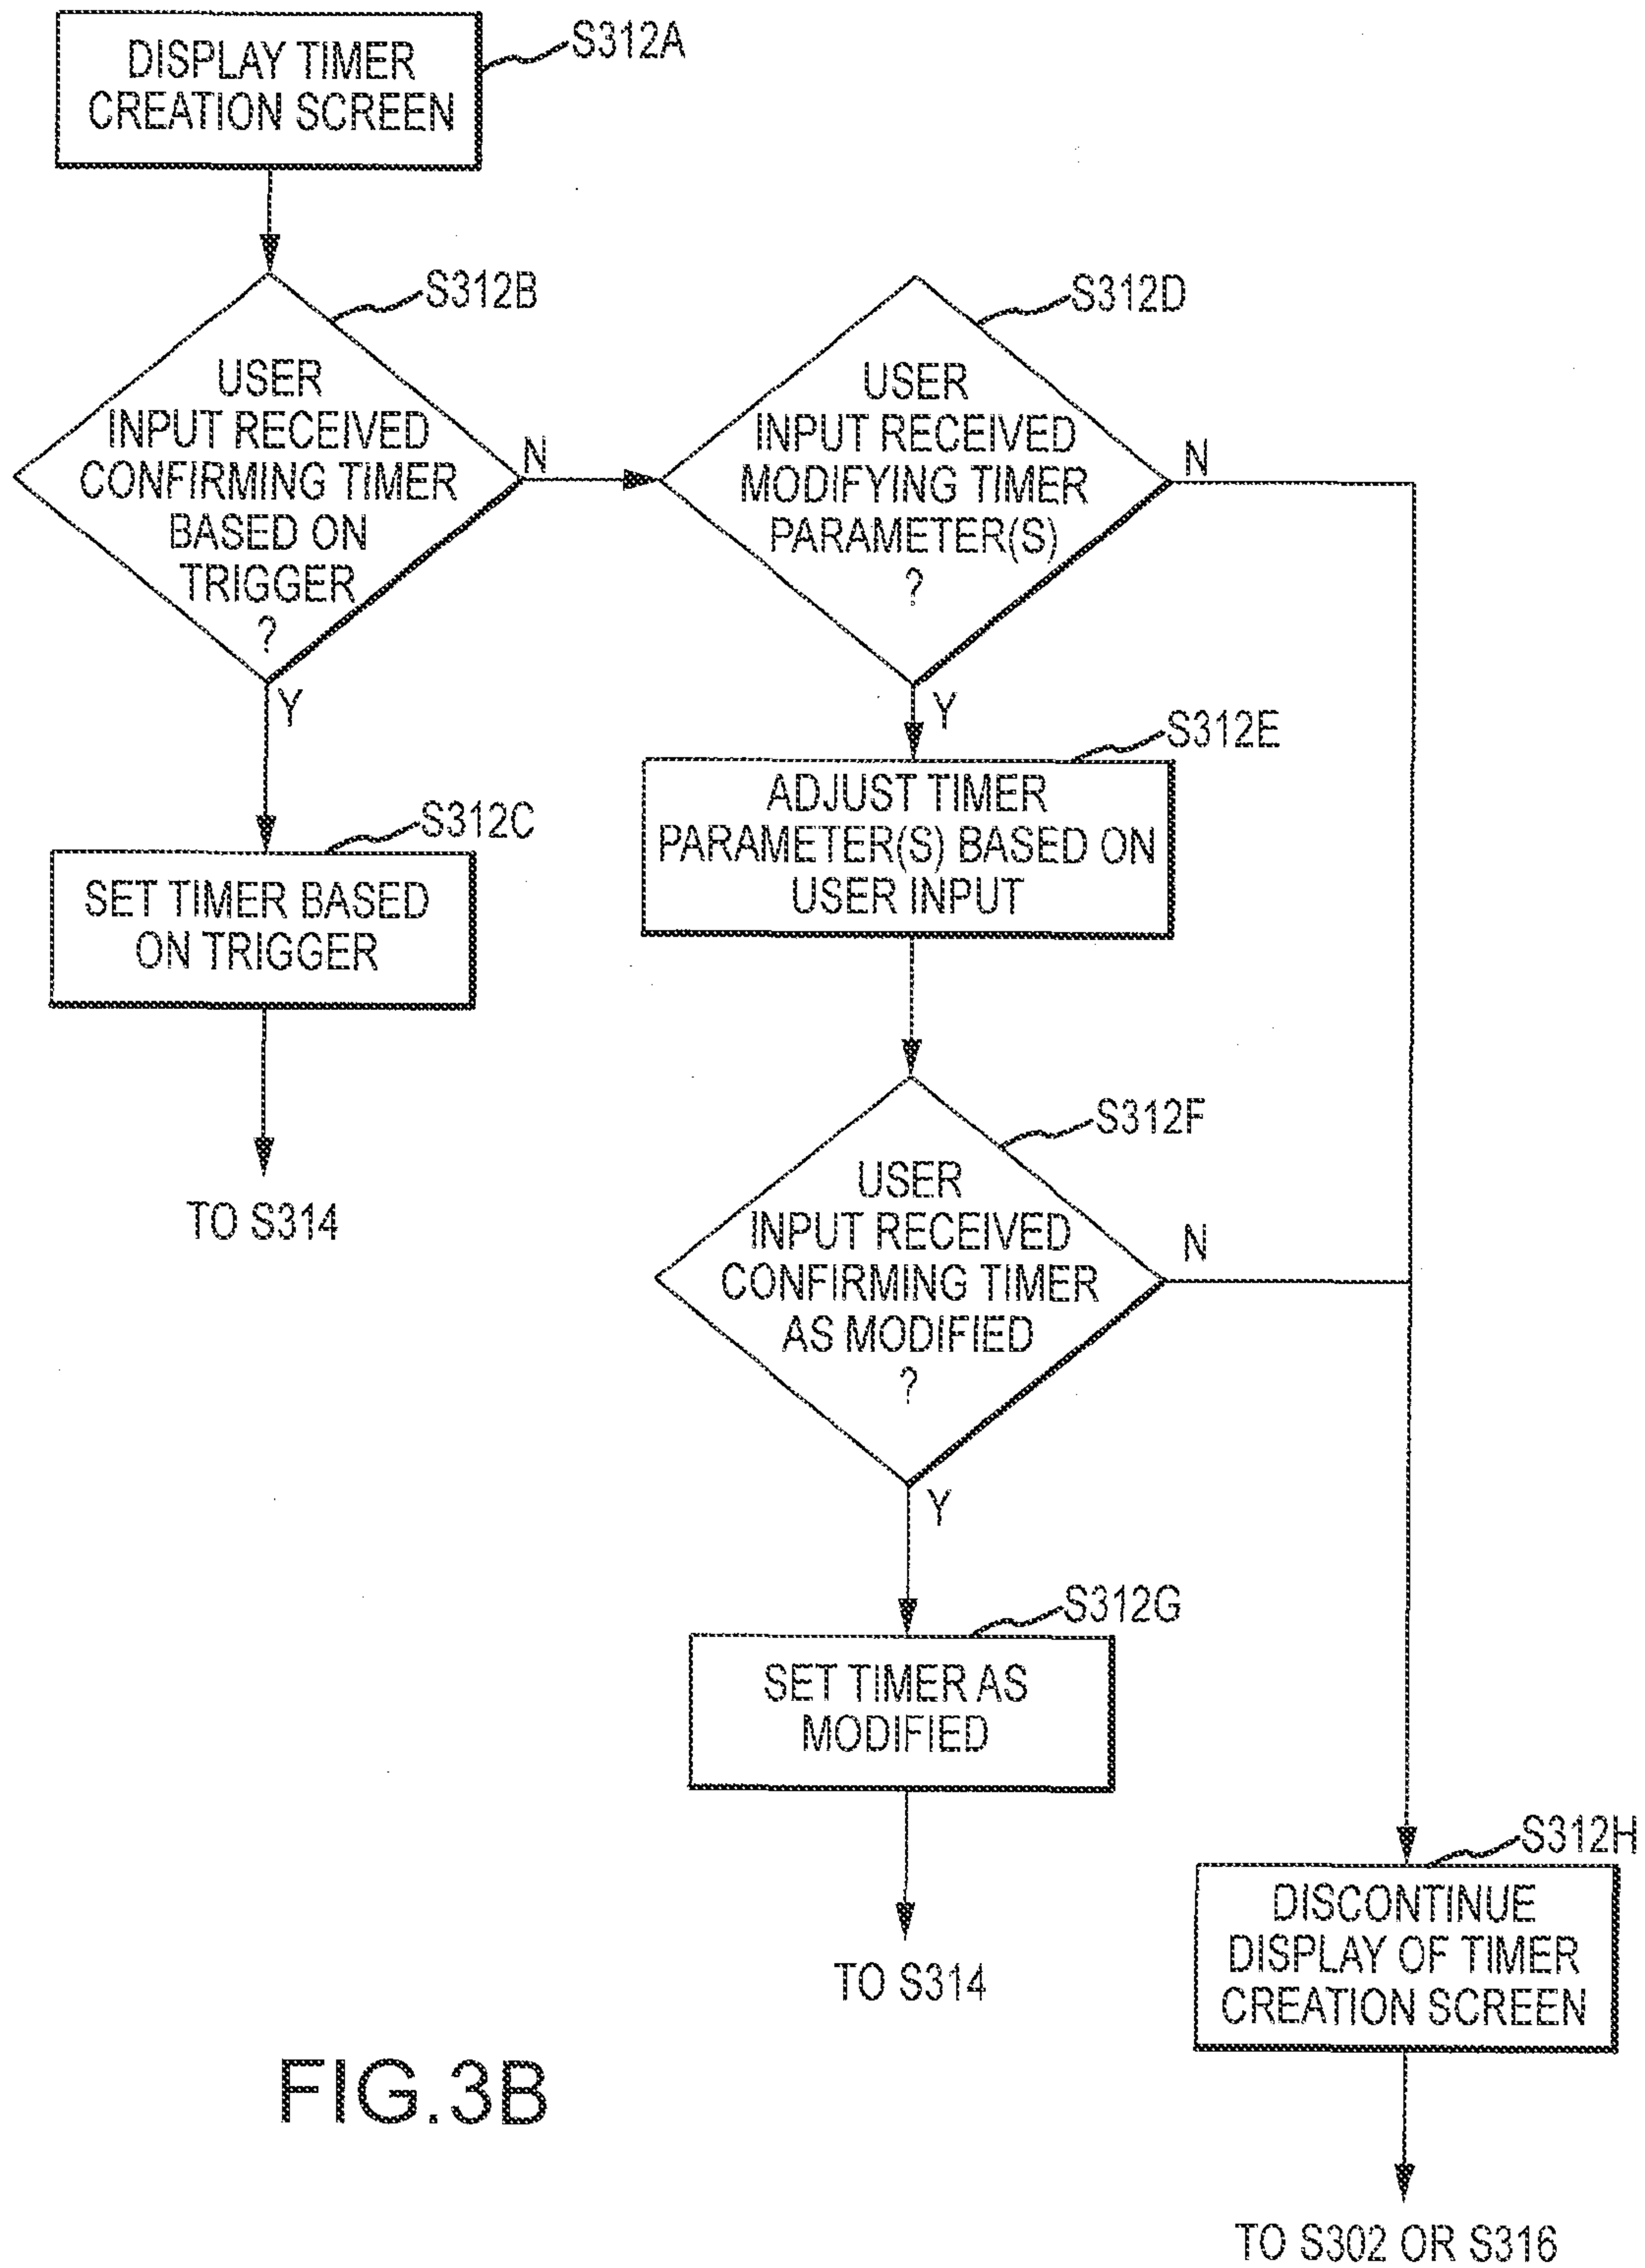 DISPLAY TIMER
CREATION SCREEN
S312A
S312B
USER
INPUT RECEIVED
CONFIRMING TIMER
BASED ON
TRIGGER
?
N
Y
S312C
SET TIMER BASED
ON TRIGGER
TO S314
S312D
USER
INPUT RECEIVED
MODIFYING TIMER
PARAMETER(S)
?
N
Y
S312E
ADJUST TIMER
PARAMETER(S) BASED ON
USER INPUT
S312F
USER
INPUT RECEIVED
CONFIRMING TIMER
AS MODIFIED
?
N
Y
S312G
SET TIMER AS
MODIFIED
TO S314
S312H
DISCONTINUE
DISPLAY OF TIMER
CREATION SCREEN
TO S302 OR S316
FIG.3B